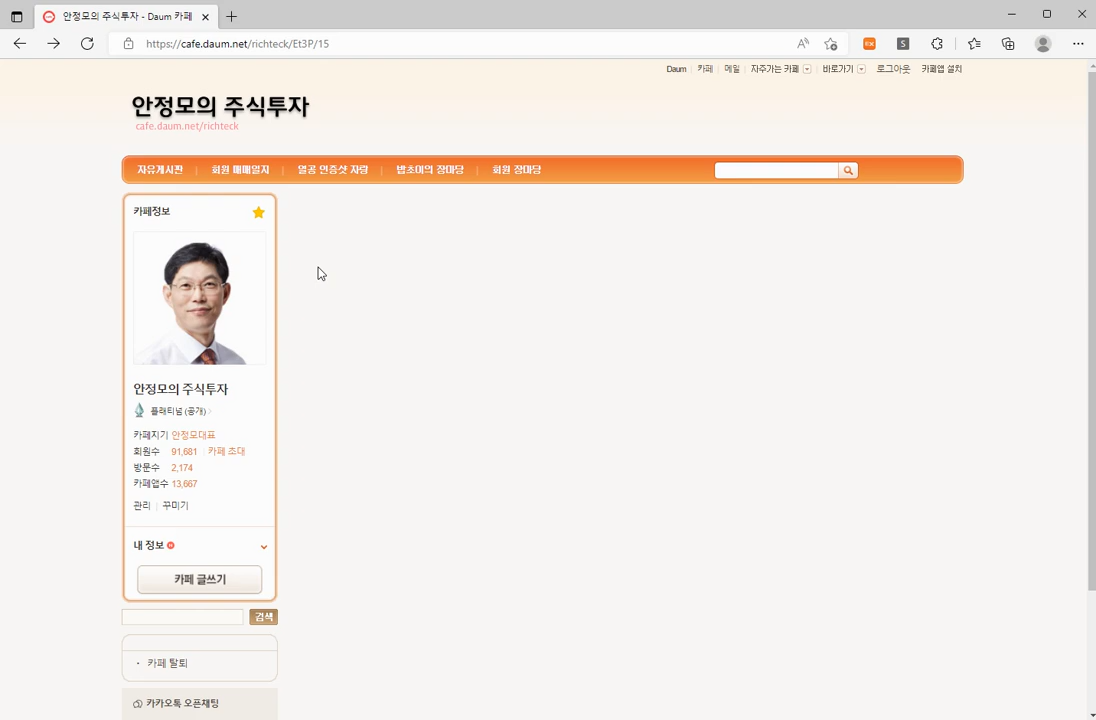 안정모의 주식투자 - Daum 카페
https://cafe.daum.net/richteck/Et3P/15
Daum 카페 메일 자주가는 카페 바로가기 로그아웃 카페앱 설치
안정모의 주식투자
cafe.daum.net/richteck
자유게시판 회원 매매일지 열공 인증샷 자랑 밥초이의 장마당 회원 장마당
카페정보
안정모의 주식투자
플래티넘 (공개)
카페지기 안정모대표
회원수 91,681 카페 초대
방문수 2,174
카페앱수 13,667
관리 꾸미기
내 정보
카페 글쓰기
검색
카페 탈퇴
카카오톡 오픈채팅